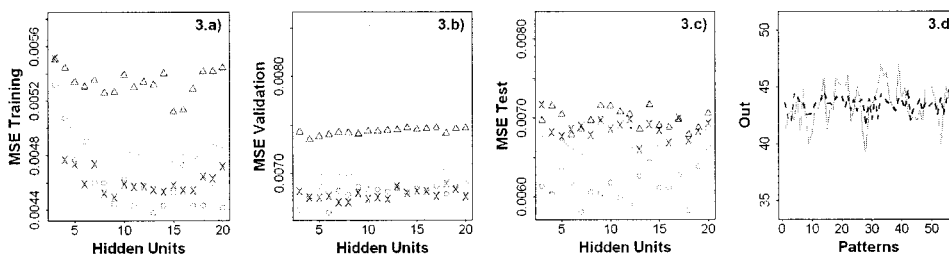 3.a)
MSE Training
0.0056
0.0052
0.0048
0.0044
5
10
15
20
Hidden Units
3.b)
MSE Validation
0.0080
0.0070
5
10
15
20
Hidden Units
3.c)
MSE Test
0.0080
0.0070
0.0060
5
10
15
20
Hidden Units
3.d
Out
50
45
40
35
0
10
20
30
40
50
Patterns